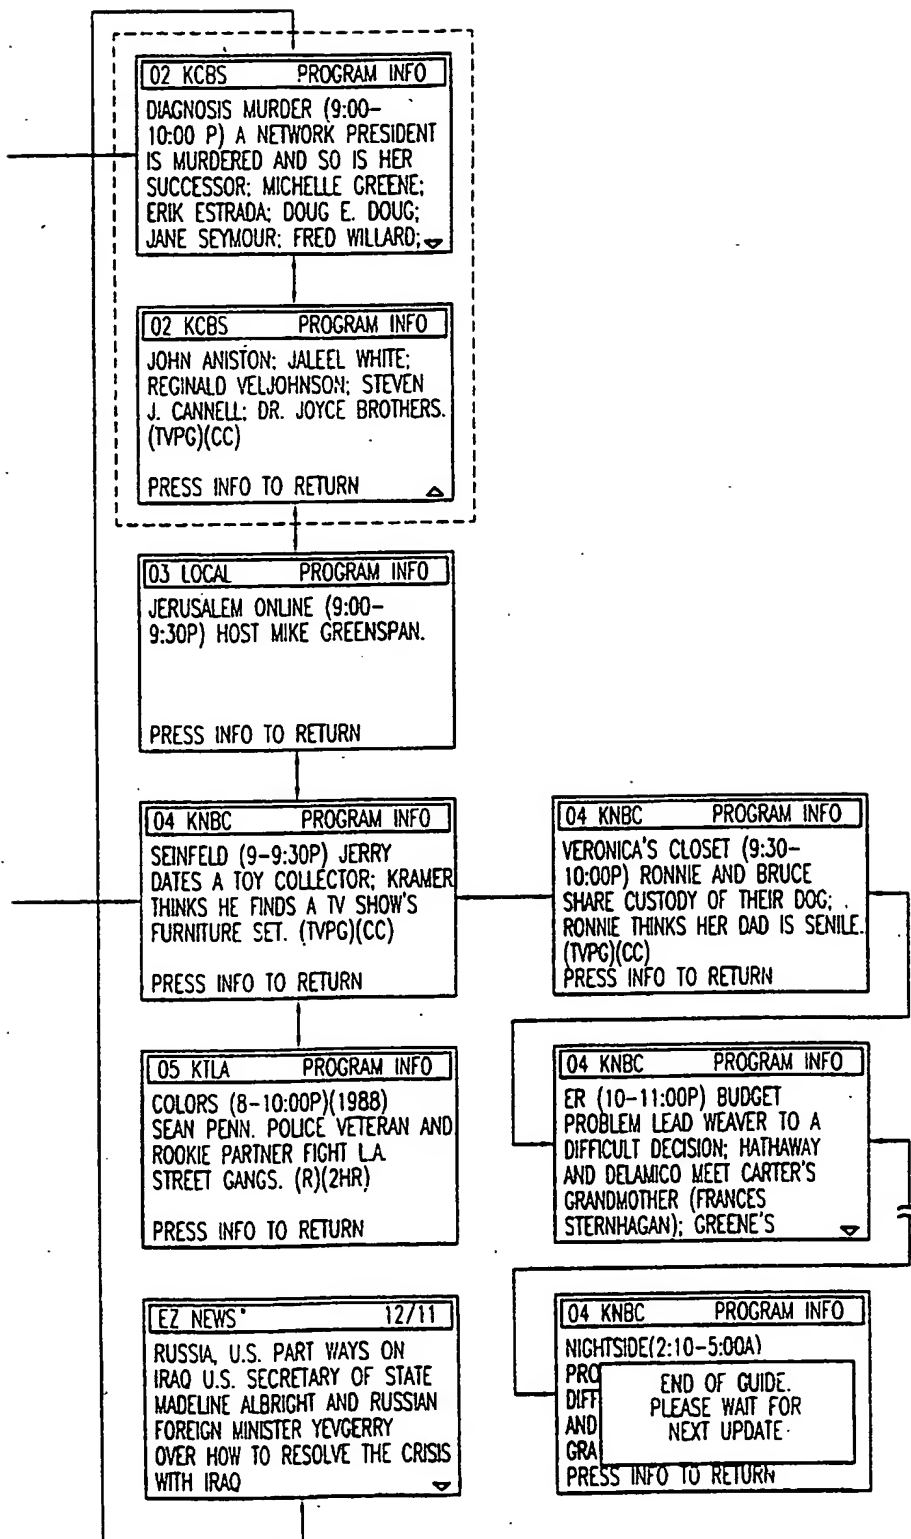 02 KCBS PROGRAM INFO
DIAGNOSIS MURDER (9:00–
10:00 P) A NETWORK PRESIDENT
IS MURDERED AND SO IS HER
SUCCESSOR: MICHELLE GREENE;
ERIK ESTRADA; DOUG E. DOUG;
JANE SEYMOUR; FRED WILLARD;
02 KCBS PROGRAM INFO
JOHN ANISTON; JALEEL WHITE;
REGINALD VELJOHNSON; STEVEN
J. CANNELL; DR. JOYCE BROTHERS.
(TVPG)(CC)
PRESS INFO TO RETURN
03 LOCAL PROGRAM INFO
JERUSALEM ONLINE (9:00–
9:30P) HOST MIKE GREENSPAN.
PRESS INFO TO RETURN
04 KNBC PROGRAM INFO
SEINFELD (9–9:30P) JERRY
DATES A TOY COLLECTOR; KRAMER
THINKS HE FINDS A TV SHOW'S
FURNITURE SET. (TVPG)(CC)
PRESS INFO TO RETURN
04 KNBC PROGRAM INFO
VERONICA'S CLOSET (9:30–
10:00P) RONNIE AND BRUCE
SHARE CUSTODY OF THEIR DOG;
RONNIE THINKS HER DAD IS SENILE.
(TVPG)(CC)
PRESS INFO TO RETURN
05 KTLA PROGRAM INFO
COLORS (8–10:00P)(1988)
SEAN PENN. POLICE VETERAN AND
ROOKIE PARTNER FIGHT L.A.
STREET GANGS. (R)(2HR)
PRESS INFO TO RETURN
04 KNBC PROGRAM INFO
ER (10–11:00P) BUDGET
PROBLEM LEAD WEAVER TO A
DIFFICULT DECISION; HATHAWAY
AND DELAMICO MEET CARTER'S
GRANDMOTHER (FRANCES
STERNHAGAN); GREENE'S
EZ NEWS 12/11
RUSSIA, U.S. PART WAYS ON
IRAQ U.S. SECRETARY OF STATE
MADELINE ALBRIGHT AND RUSSIAN
FOREIGN MINISTER YEVGERRY
OVER HOW TO RESOLVE THE CRISIS
WITH IRAQ
04 KNBC PROGRAM INFO
NIGHTSIDE(2:10–5:00A)
PRO
DIFF
AND
GRA
END OF GUIDE.
PLEASE WAIT FOR
NEXT UPDATE
PRESS INFO TO RETURN